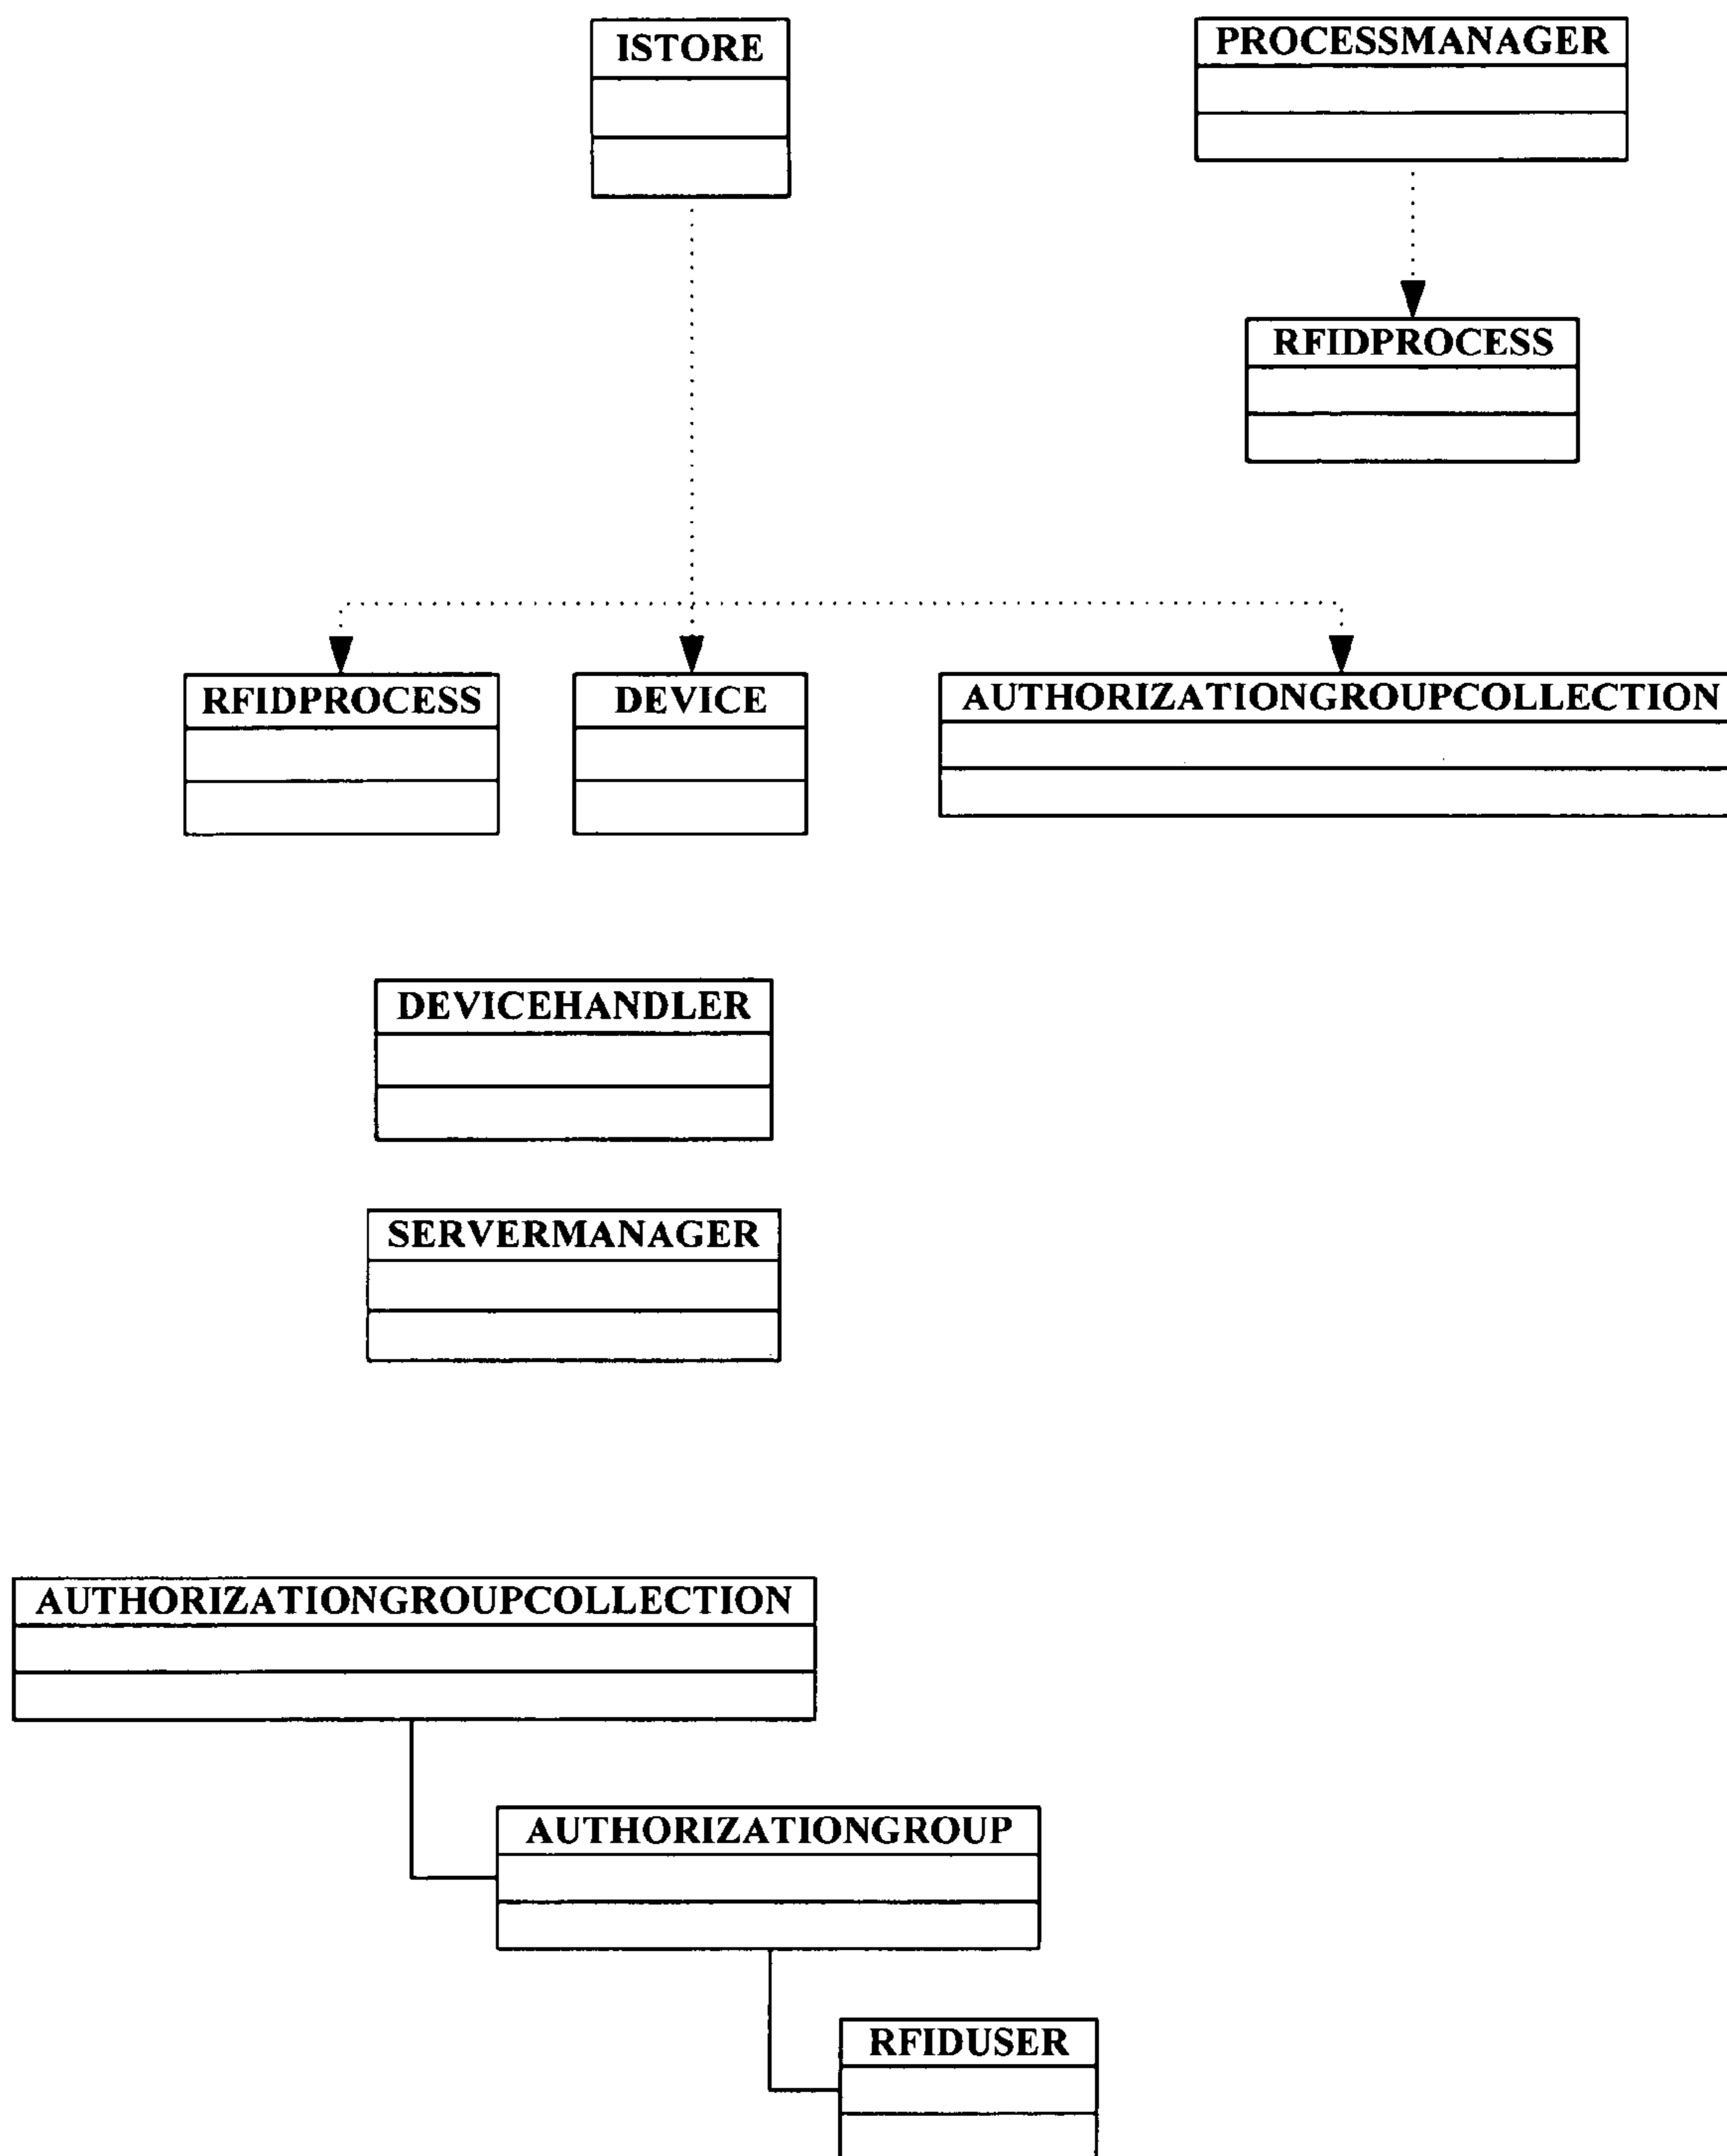 ISTORE
PROCESSMANAGER
RFIDPROCESS
RFIDPROCESS
DEVICE
AUTHORIZATIONGROUPCOLLECTION
DEVICEHANDLER
SERVERMANAGER
AUTHORIZATIONGROUPCOLLECTION
AUTHORIZATIONGROUP
RFIDUSER